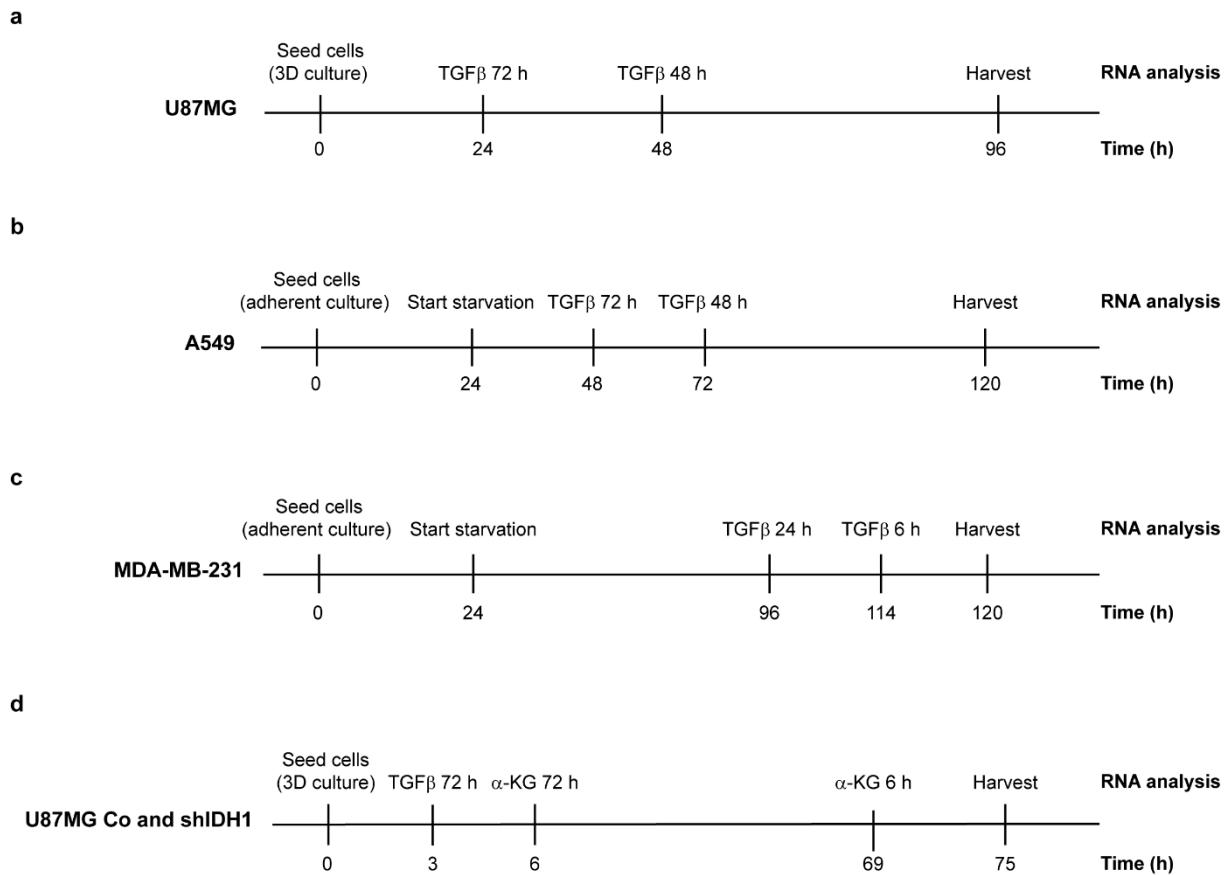 a
Seed cells
(3D culture)
TGFβ 72 h
TGFβ 48 h
Harvest
RNA analysis
U87MG
0
24
48
96
Time (h)
b
Seed cells
(adherent culture)
Start starvation
TGFβ 72 h
TGFβ 48 h
Harvest
RNA analysis
A549
0
24
48
72
120
Time (h)
c
Seed cells
(adherent culture)
Start starvation
TGFβ 24 h
TGFβ 6 h
Harvest
RNA analysis
MDA-MB-231
0
24
96
114
120
Time (h)
d
Seed cells
(3D culture)
TGFβ 72 h
α-KG 72 h
α-KG 6 h
Harvest
RNA analysis
U87MG Co and shIDH1
0
3
6
69
75
Time (h)